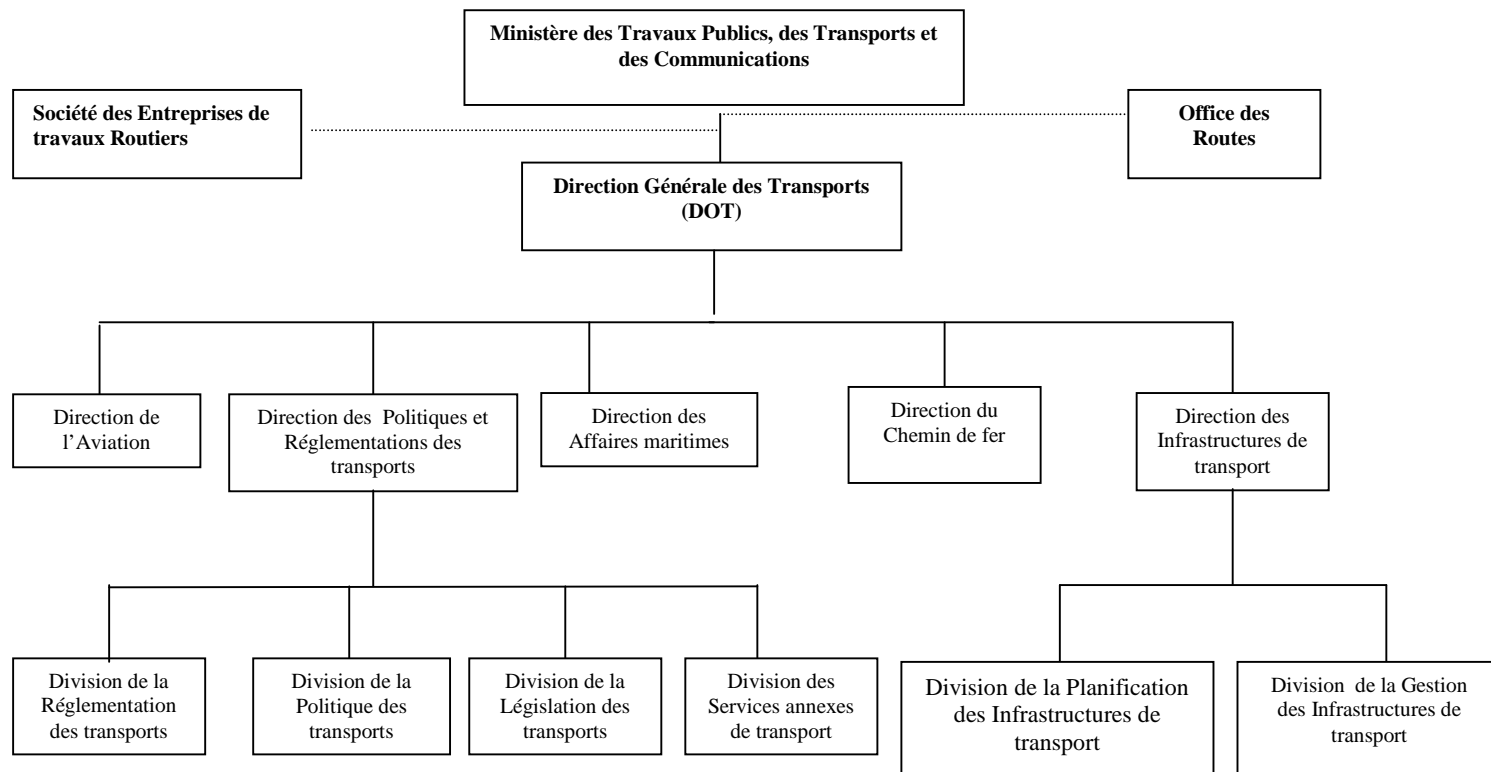 Ministère des Travaux Publics, des Transports et
des Communications
Société des Entreprises de
travaux Routiers
Office des
Routes
Direction Générale des Transports
(DOT)
Direction de
l’Aviation
Direction des Politiques et
Réglementations des
transports
Direction des
Affaires maritimes
Direction du
Chemin de fer
Direction des
Infrastructures de
transport
Division de la
Réglementation
des transports
Division de la
Politique des
transports
Division de la
Législation des
transports
Division des
Services annexes
de transport
Division de la Planification
des Infrastructures de
transport
Division de la Gestion
des Infrastructures de
transport